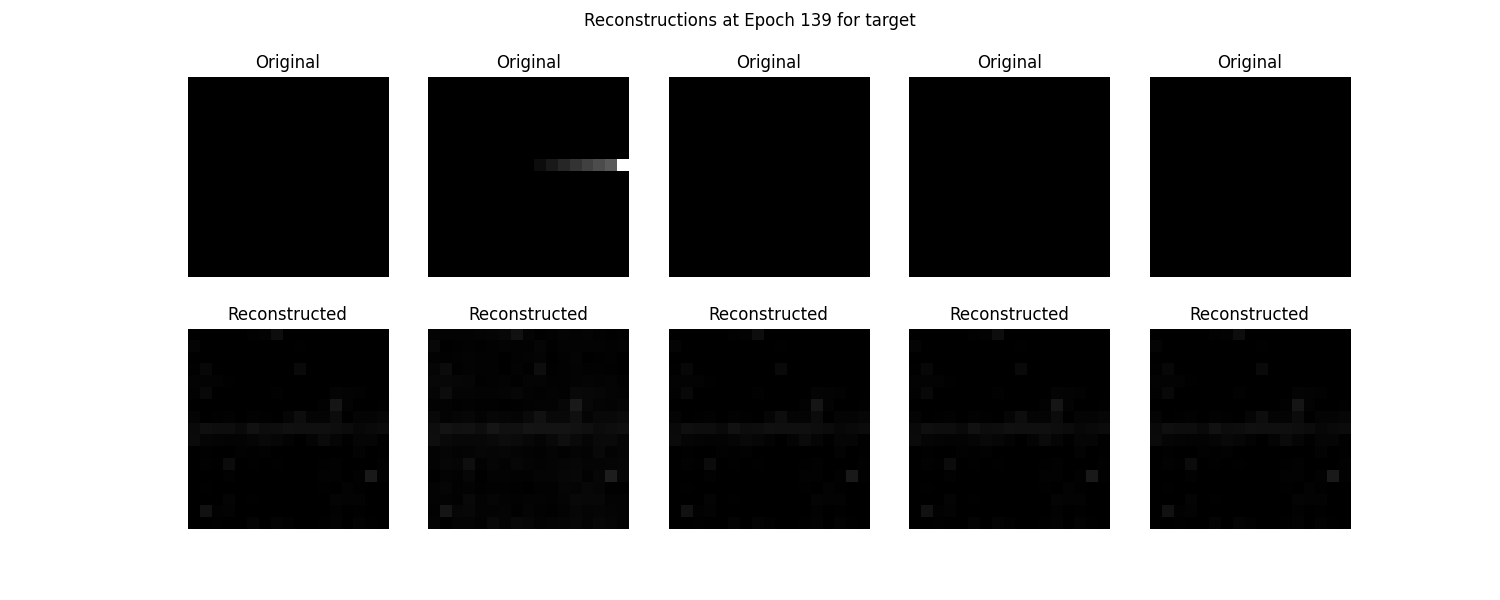 Reconstructions at Epoch 139 for target
Original Original Original Original Original
Reconstructed Reconstructed Reconstructed Reconstructed Reconstructed